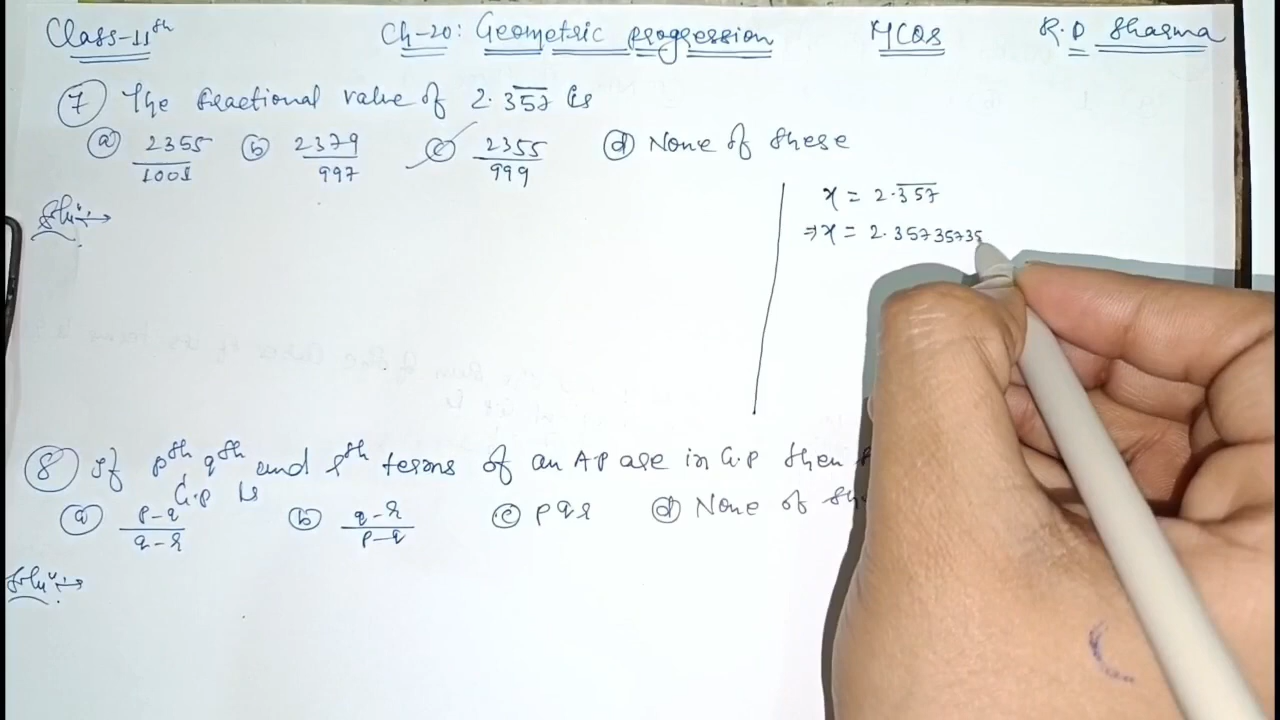 Class-11th Ch-20: Geometric progression MCQs R.D Sharma
7 The fractional value of 2.357 is
a 2355/1001 b 2379/997 c 2355/999 d None of these
Solun:→
x = 2.357
⇒ x = 2.35735735
8 If pth qth and rth terms of an AP are in G.P then
G.P is
a p-q/q-r b q-r/p-q c pqr d None of
Solun:→